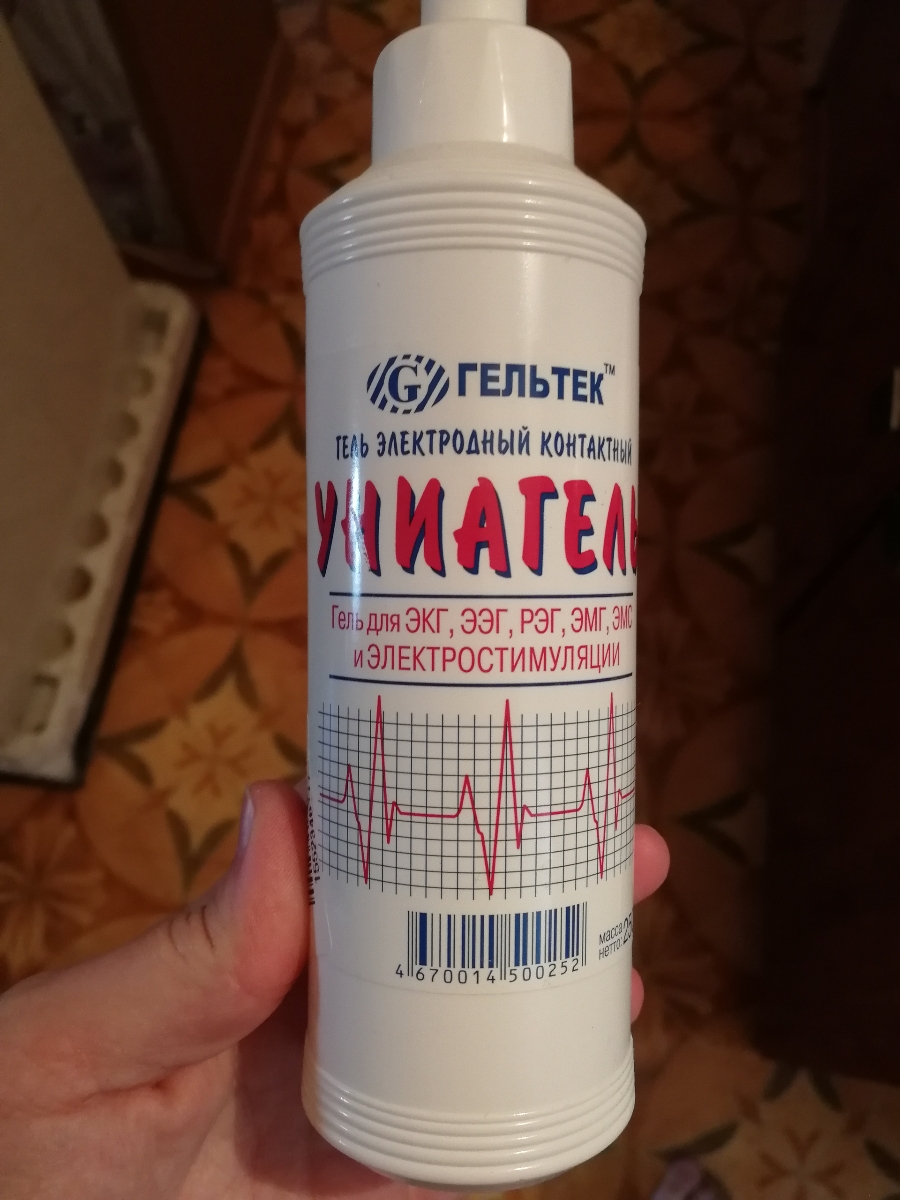 G ГЕЛЬТЕК™
ГЕЛЬ ЭЛЕКТРОДНЫЙ КОНТАКТНЫЙ
УНИАГЕЛЬ
Гель для ЭКГ, ЭЭГ, РЭГ, ЭМГ, ЭМС
и ЭЛЕКТРОСТИМУЛЯЦИИ
масса
нетто:
4 670014 500252